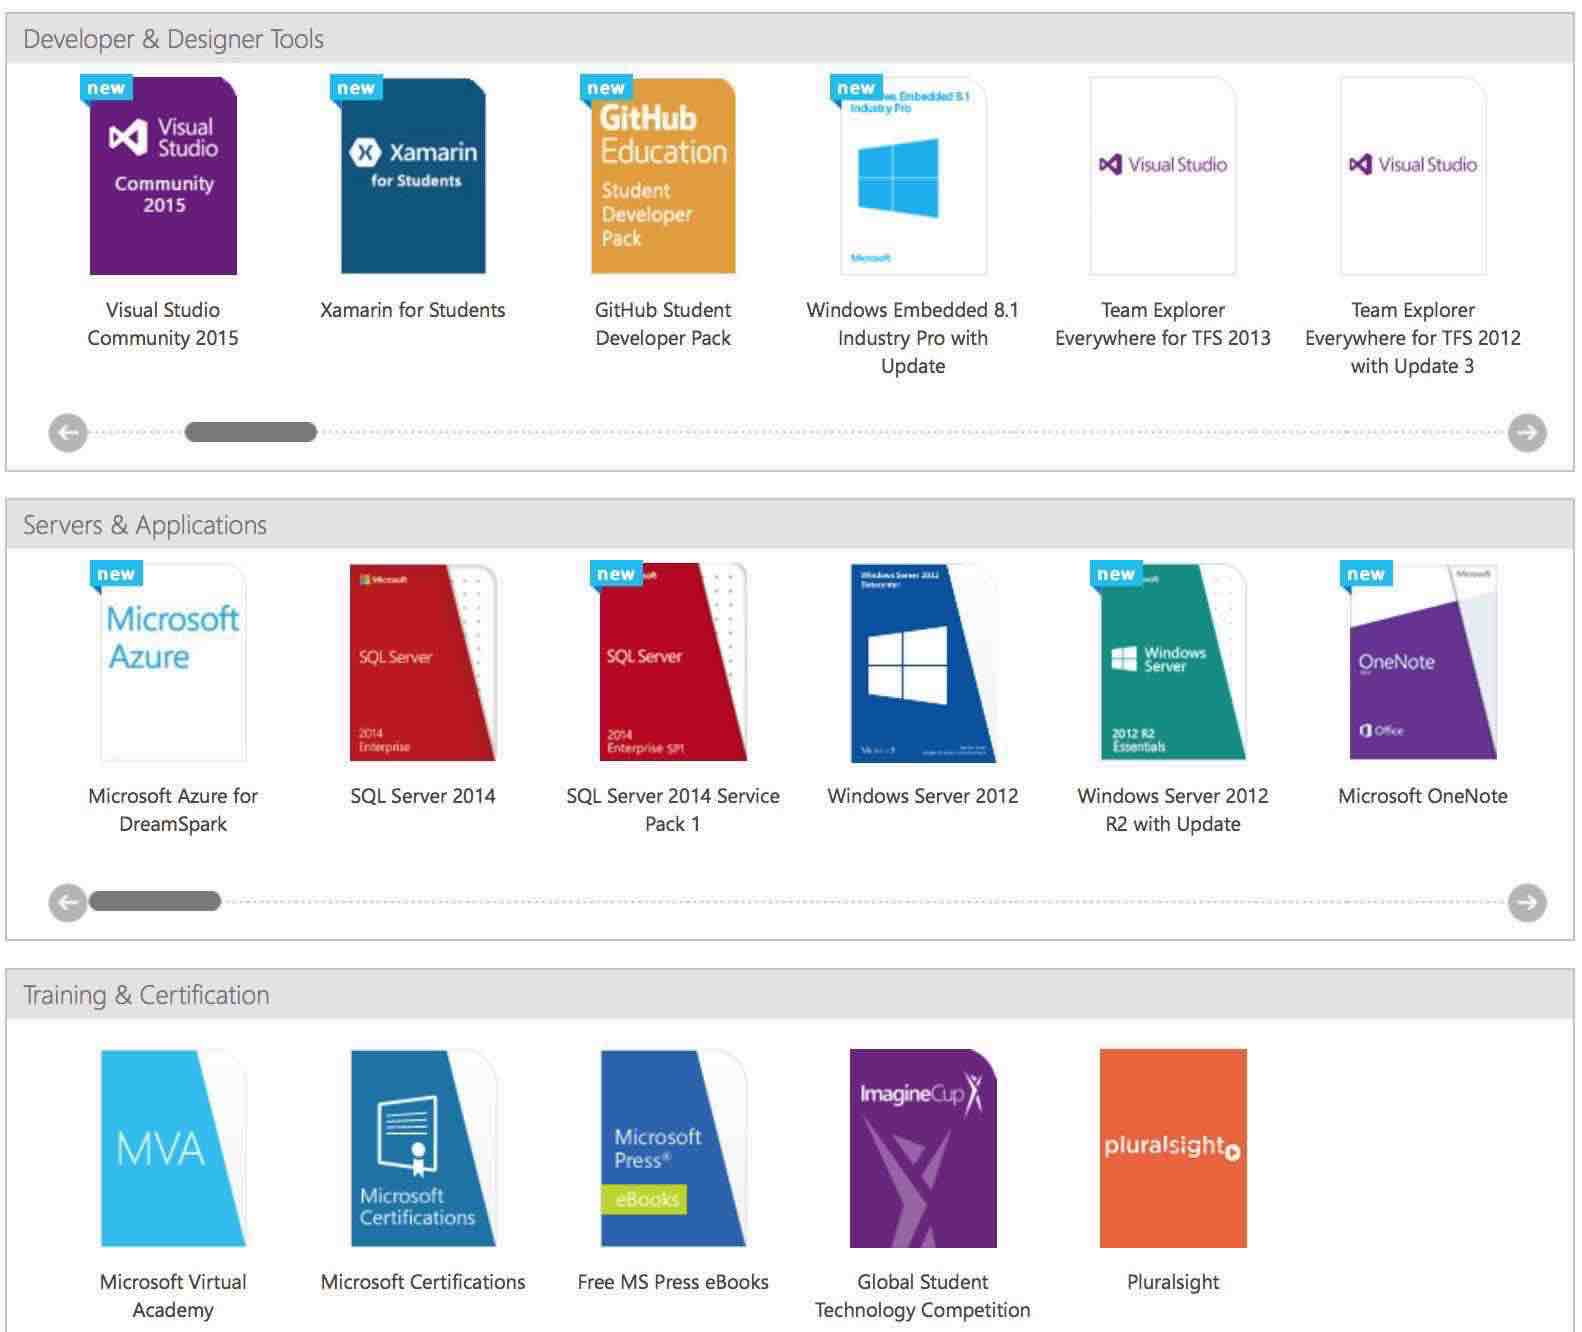 Developer & Designer Tools
new
new
new
new
Visual
Studio
Community
2015
Xamarin
for Students
GitHub
Education
Student
Developer
Pack
Embedded 8.1
Industry Pro
Microsoft
Visual Studio
Visual Studio
Visual Studio
Community 2015
Xamarin for Students
GitHub Student
Developer Pack
Windows Embedded 8.1
Industry Pro with
Update
Team Explorer
Everywhere for TFS 2013
Team Explorer
Everywhere for TFS 2012
with Update 3
Servers & Applications
new
new
new
new
Microsoft
Azure
Microsoft
SQL Server
2014
Enterprise
SQL Server
2014
Enterprise SP1
Windows Server 2012
Datacenter
Windows
Server
2012 R2
Essentials
Microsoft
OneNote
Office
Microsoft Azure for
DreamSpark
SQL Server 2014
SQL Server 2014 Service
Pack 1
Windows Server 2012
Windows Server 2012
R2 with Update
Microsoft OneNote
Training & Certification
MVA
Microsoft
Certifications
Microsoft
Press®
eBooks
ImagineCup
pluralsight
Microsoft Virtual
Academy
Microsoft Certifications
Free MS Press eBooks
Global Student
Technology Competition
Pluralsight